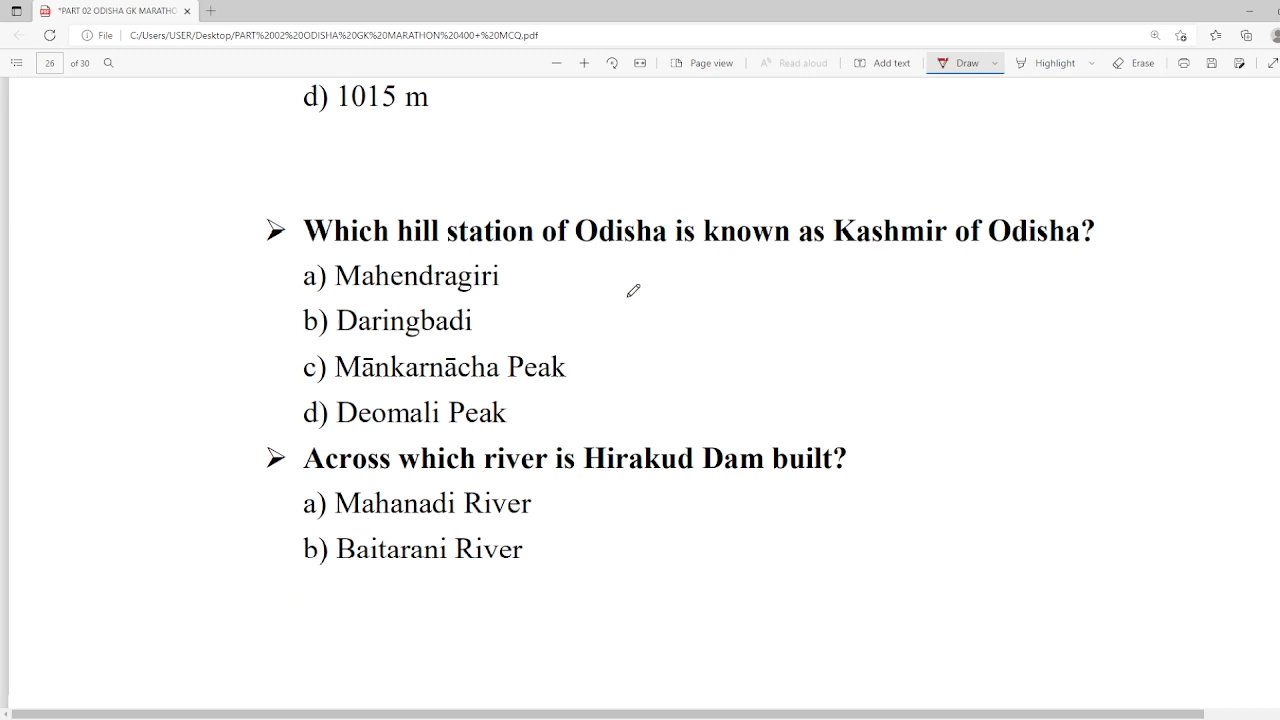 *PART 02 ODISHA GK MARATHO
File C:/Users/USER/Desktop/PART%2002%20ODISHA%20GK%20MARATHON%20400+%20MCQ.pdf
26 of 30 Page view Read aloud Add text Draw Highlight Erase
d) 1015 m
➢ Which hill station of Odisha is known as Kashmir of Odisha?
a) Mahendragiri
b) Daringbadi
c) Mānkarnācha Peak
d) Deomali Peak
➢ Across which river is Hirakud Dam built?
a) Mahanadi River
b) Baitarani River